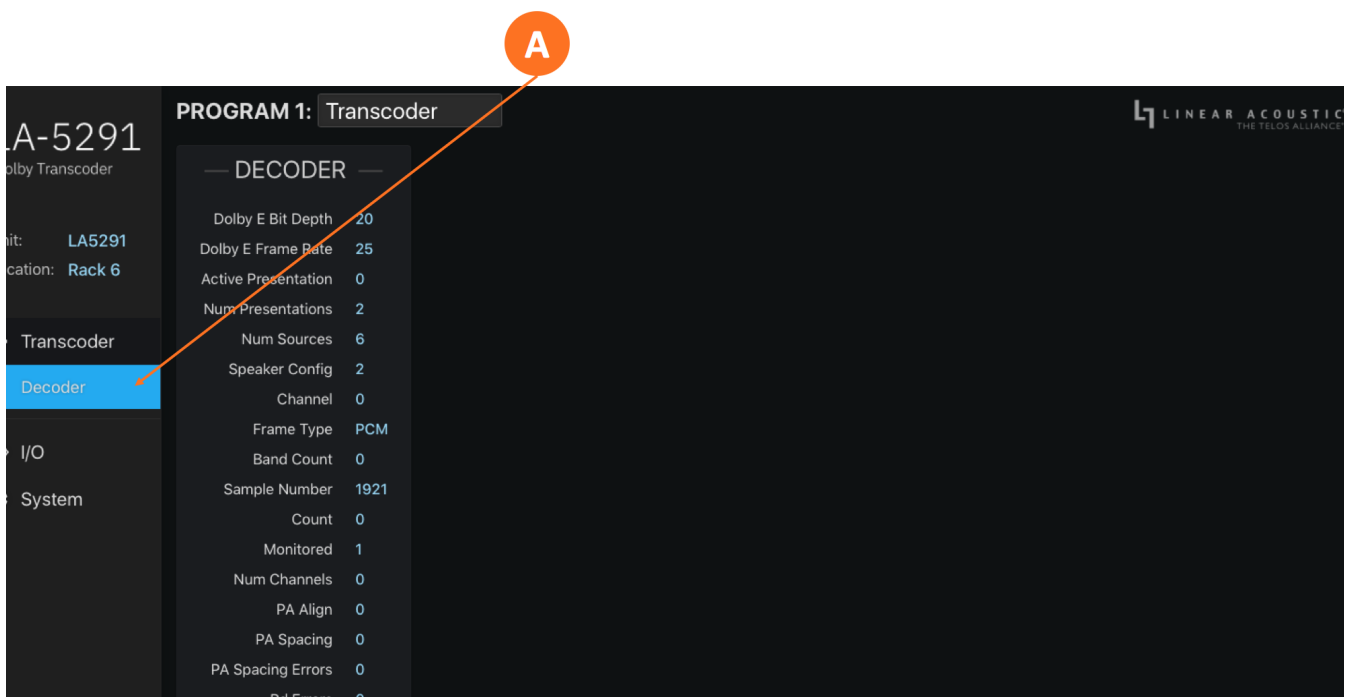 A
PROGRAM 1: Transcoder
LINEAR ACOUSTIC
THE TELOS ALLIANCE
LA-5291
olby Transcoder
nit: LA5291
cation: Rack 6
Transcoder
Decoder
I/O
System
— DECODER —
Dolby E Bit Depth 20
Dolby E Frame Rate 25
Active Presentation 0
Num Presentations 2
Num Sources 6
Speaker Config 2
Channel 0
Frame Type PCM
Band Count 0
Sample Number 1921
Count 0
Monitored 1
Num Channels 0
PA Align 0
PA Spacing 0
PA Spacing Errors 0